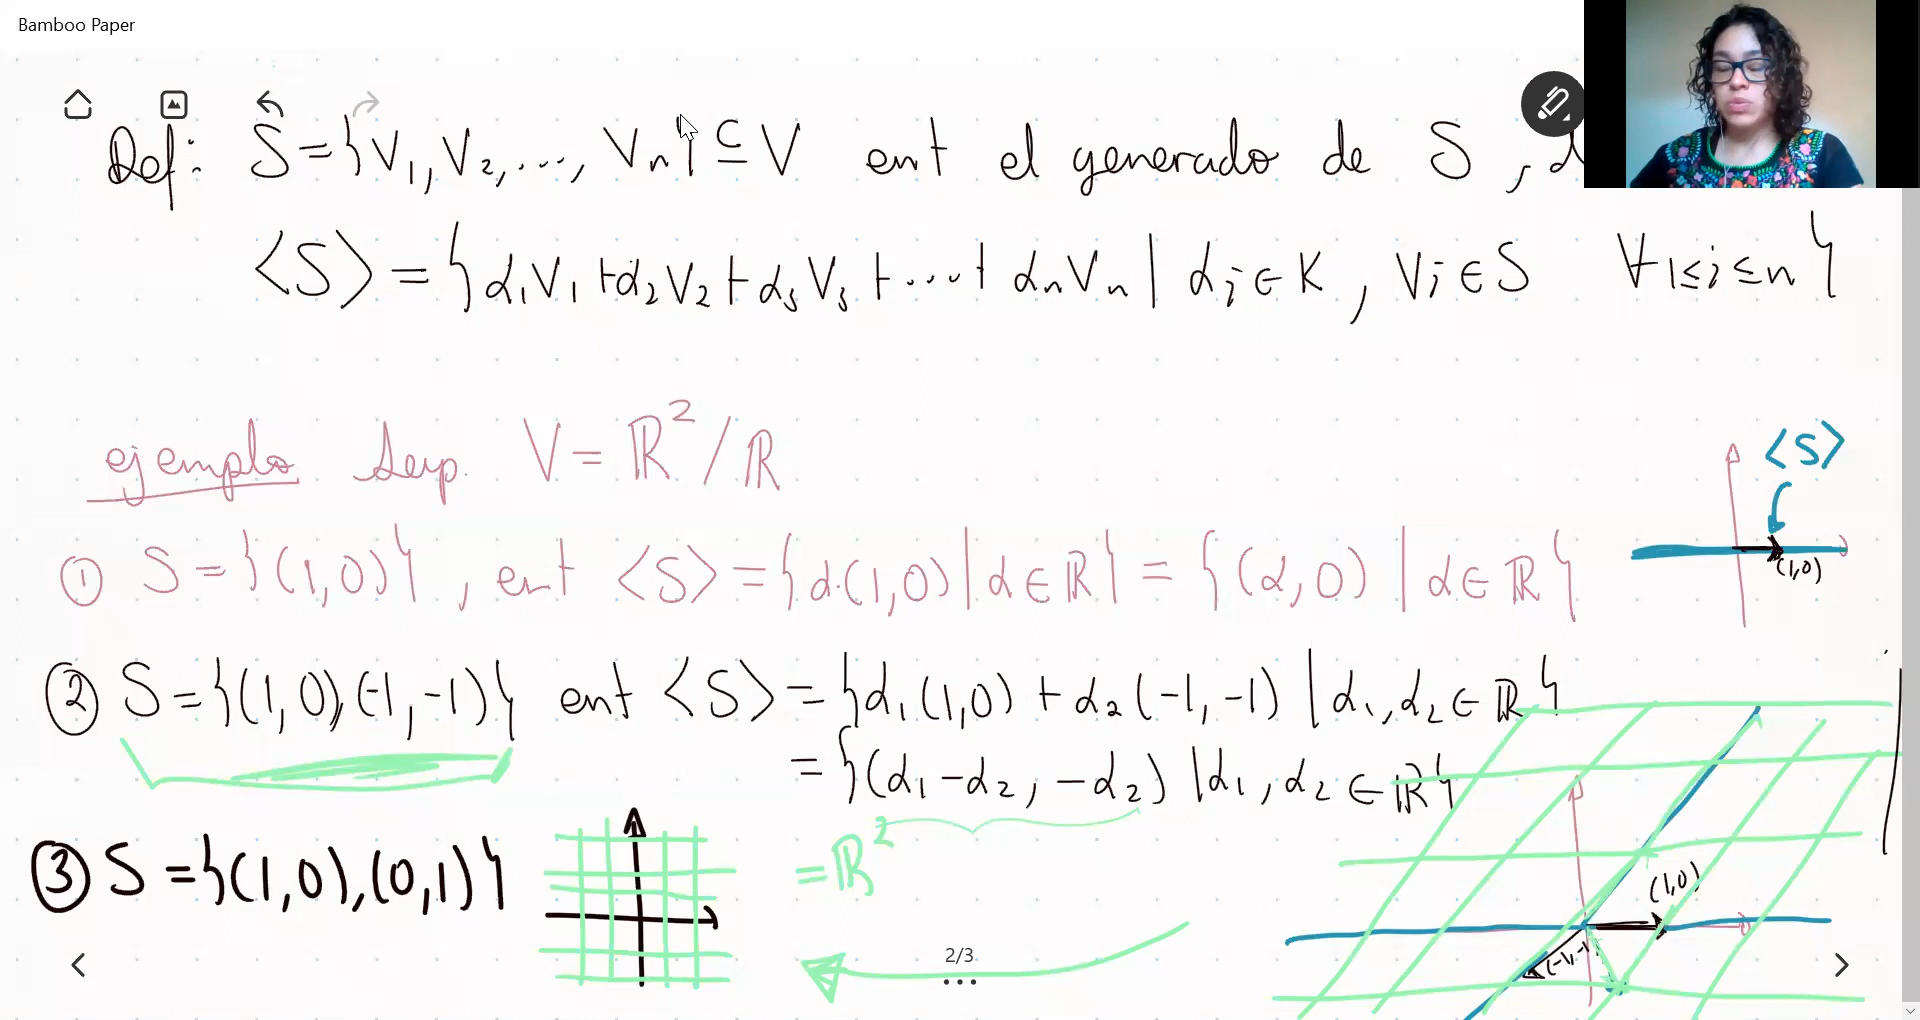 Bamboo Paper
Def: S = {v₁, v₂, ..., vₙ} ⊆ V ent el generado de S ,
⟨S⟩ = {α₁v₁ + α₂v₂ + α₃v₃ + ... + αₙvₙ | αᵢ ∈ K, vᵢ ∈ S ∀ 1≤i≤n}
ejemplo Sup. V = ℝ²/ℝ
① S = {(1,0)}, ent ⟨S⟩ = {α·(1,0) | α ∈ ℝ} = {(α,0) | α ∈ ℝ}
⟨S⟩
(1,0)
② S = {(1,0),(-1,-1)} ent ⟨S⟩ = {α₁(1,0) + α₂(-1,-1) | α₁, α₂ ∈ ℝ}
= {(α₁ - α₂, -α₂) | α₁, α₂ ∈ ℝ}
= ℝ²
③ S = {(1,0),(0,1)}
(1,0)
(-1,-1)
2/3